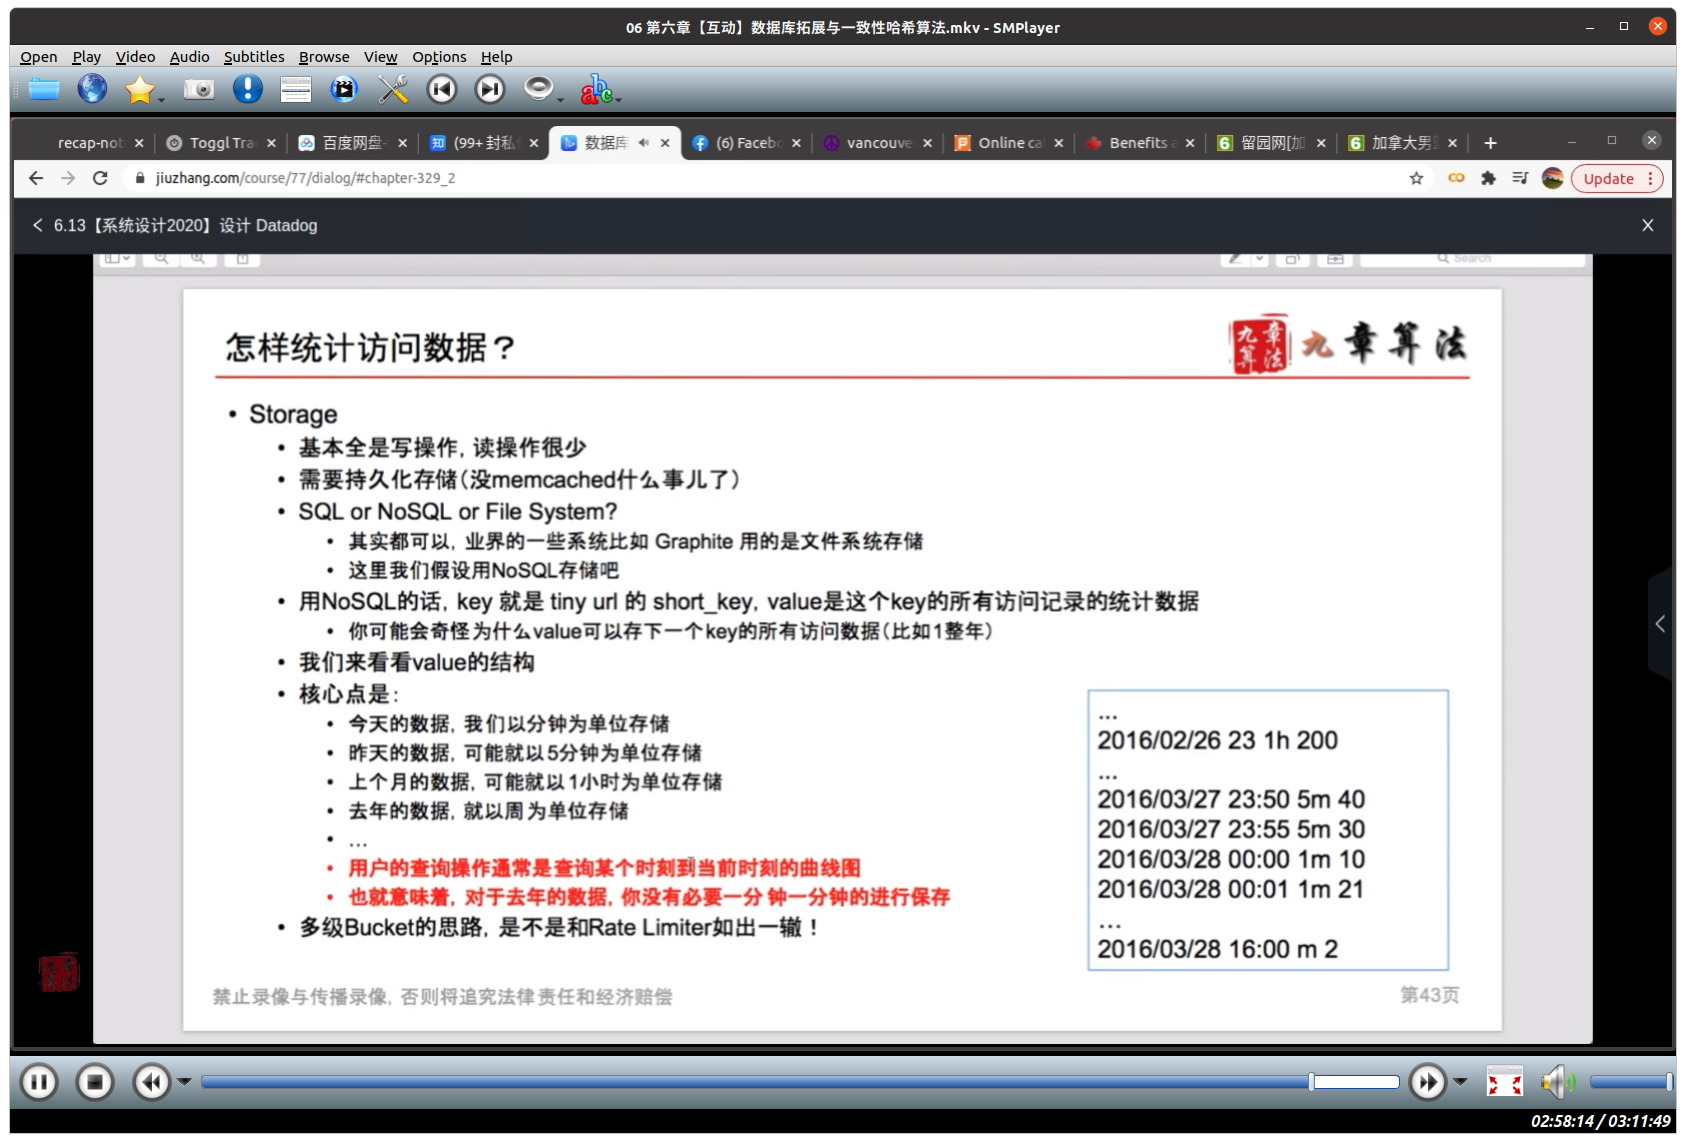 06 第六章【互动】数据库拓展与一致性哈希算法.mkv - SMPlayer
Open Play Video Audio Subtitles Browse View Options Help
recap-not Toggl Tra 百度网盘- (99+ 封私 数据库 (6) Facebo vancouve Online ca Benefits a 留园网[加 加拿大男
jiuzhang.com/course/77/dialog/#chapter-329_2
Update
6.13【系统设计2020】设计 Datadog
Search
怎样统计访问数据？
九章算法
九章算法
• Storage
• 基本全是写操作, 读操作很少
• 需要持久化存储(没memcached什么事儿了)
• SQL or NoSQL or File System?
• 其实都可以, 业界的一些系统比如 Graphite 用的是文件系统存储
• 这里我们假设用NoSQL存储吧
• 用NoSQL的话, key 就是 tiny url 的 short_key, value是这个key的所有访问记录的统计数据
• 你可能会奇怪为什么value可以存下一个key的所有访问数据(比如1整年)
• 我们来看看value的结构
• 核心点是:
• 今天的数据, 我们以分钟为单位存储
• 昨天的数据, 可能就以5分钟为单位存储
• 上个月的数据, 可能就以1小时为单位存储
• 去年的数据, 就以周为单位存储
• ...
• 用户的查询操作通常是查询某个时刻到当前时刻的曲线图
• 也就意味着, 对于去年的数据, 你没有必要一分钟一分钟的进行保存
• 多级Bucket的思路, 是不是和Rate Limiter如出一辙！
...
2016/02/26 23 1h 200
...
2016/03/27 23:50 5m 40
2016/03/27 23:55 5m 30
2016/03/28 00:00 1m 10
2016/03/28 00:01 1m 21
...
2016/03/28 16:00 m 2
禁止录像与传播录像, 否则将追究法律责任和经济赔偿
第43页
02:58:14 / 03:11:49